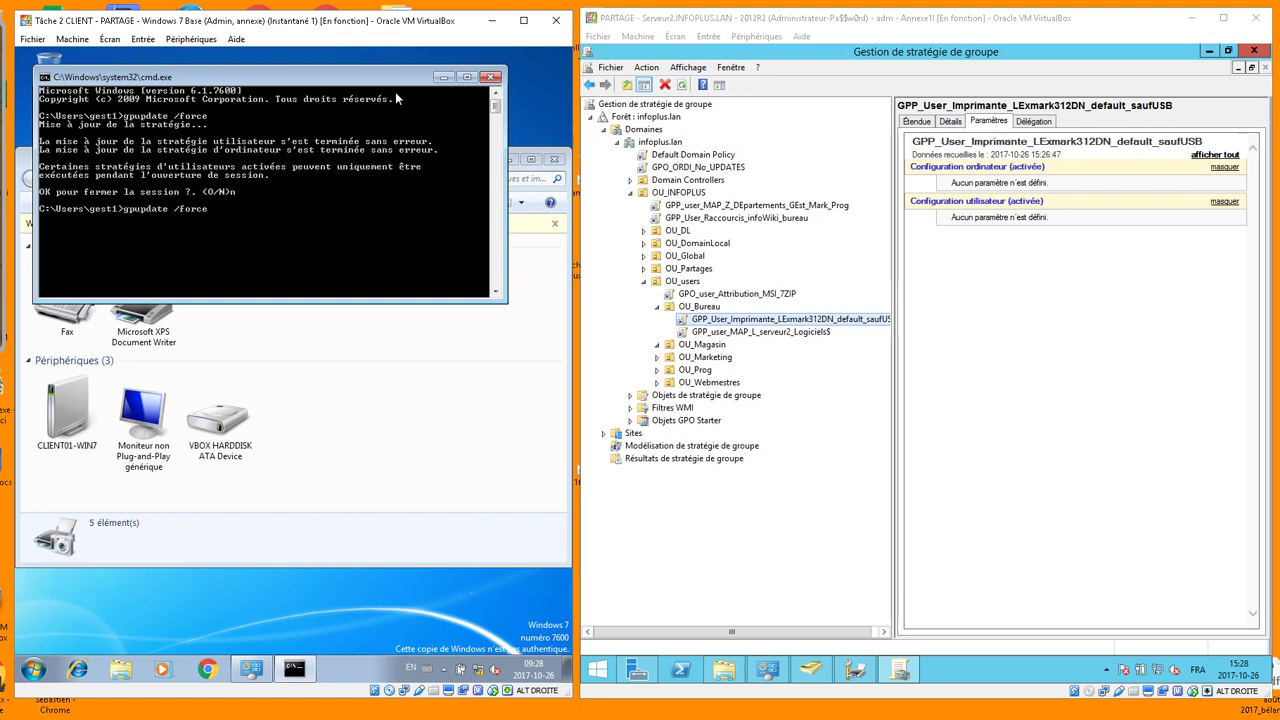 Tâche 2 CLIENT - PARTAGE - Windows 7 Base (Admin, annexe) (Instantané 1) [En fonction] - Oracle VM VirtualBox
Fichier Machine Écran Entrée Périphériques Aide
C:\Windows\system32\cmd.exe
Microsoft Windows [version 6.1.7600]
Copyright (c) 2009 Microsoft Corporation. Tous droits réservés.
C:\Users\gest1>gpupdate /force
Mise à jour de la stratégie...
La mise à jour de la stratégie utilisateur s'est terminée sans erreur.
La mise à jour de la stratégie d'ordinateur s'est terminée sans erreur.
Certaines stratégies d'utilisateurs activées peuvent uniquement être
exécutées pendant l'ouverture de session.
OK pour fermer la session ?. (O/N)n
C:\Users\gest1>gpupdate /force
Fax
Microsoft XPS
Document Writer
Périphériques (3)
CLIENT01-WIN7
Moniteur non
Plug-and-Play
générique
VBOX HARDDISK
ATA Device
5 élément(s)
Windows 7
numéro 7600
Cette copie de Windows n'est pas authentique.
EN
09:28
2017-10-26
ALT DROITE
Sébastien -
Chrome
PARTAGE - Serveur2.INFOPLUS.LAN - 2012R2 (Administrateur-Pa$$w0rd) - adm - Annexe1! [En fonction] - Oracle VM VirtualBox
Fichier Machine Écran Entrée Périphériques Aide
Gestion de stratégie de groupe
Fichier Action Affichage Fenêtre ?
Gestion de stratégie de groupe
Forêt : infoplus.lan
Domaines
infoplus.lan
Default Domain Policy
GPO_ORDI_No_UPDATES
Domain Controllers
OU_INFOPLUS
GPP_user_MAP_Z_DEpartements_GEst_Mark_Prog
GPP_User_Raccourcis_infoWiki_bureau
OU_DL
OU_DomainLocal
OU_Global
OU_Partages
OU_users
GPO_user_Attribution_MSI_7ZIP
OU_Bureau
GPP_User_Imprimante_LExmark312DN_default_saufUS
GPP_user_MAP_L_serveur2_Logiciels$
OU_Magasin
OU_Marketing
OU_Prog
OU_Webmestres
Objets de stratégie de groupe
Filtres WMI
Objets GPO Starter
Sites
Modélisation de stratégie de groupe
Résultats de stratégie de groupe
GPP_User_Imprimante_LExmark312DN_default_saufUSB
Étendue Détails Paramètres Délégation
GPP_User_Imprimante_LExmark312DN_default_saufUSB
Données recueillies le : 2017-10-26 15:26:47
afficher tout
Configuration ordinateur (activée)
masquer
Aucun paramètre n'est défini.
Configuration utilisateur (activée)
masquer
Aucun paramètre n'est défini.
FRA
15:28
2017-10-26
ALT DROITE
2017_bélan